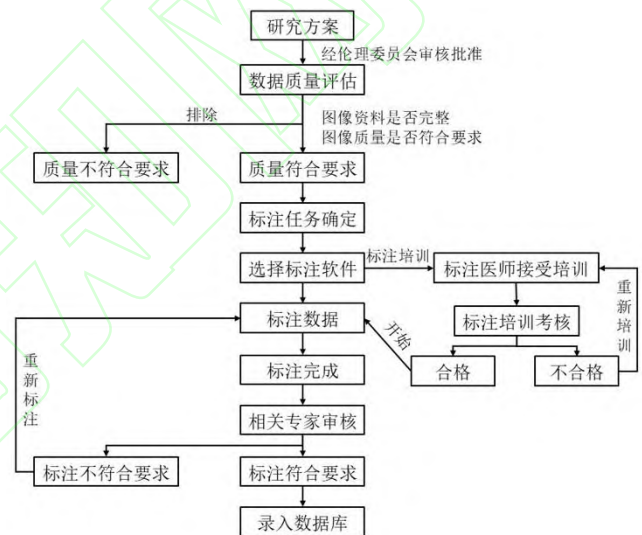 研究方案
经伦理委员会审核批准
数据质量评估
排除
图像资料是否完整
图像质量是否符合要求
质量不符合要求
质量符合要求
标注任务确定
选择标注软件
标注培训
标注医师接受培训
重新培训
标注培训考核
合格
不合格
开始
标注数据
重新标注
标注完成
相关专家审核
标注不符合要求
标注符合要求
录入数据库